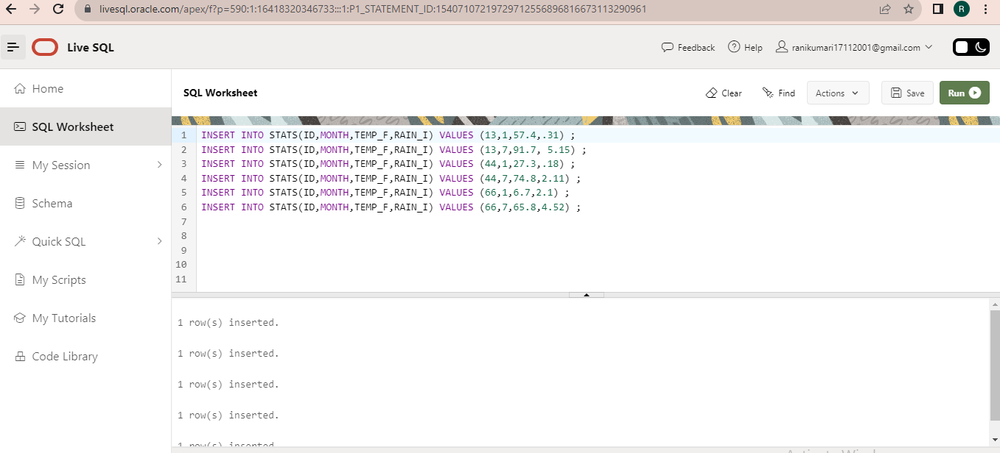 livesql.oracle.com/apex/f?p=590:1:16418320346733:::1:P1_STATEMENT_ID:154071072197297125568968166731132​90961
R
Live SQL
Feedback
Help
ranikumari17112001@gmail.com
Home
SQL Worksheet
My Session
Schema
Quick SQL
My Scripts
My Tutorials
Code Library
SQL Worksheet
Clear
Find
Actions
Save
Run
1 INSERT INTO STATS(ID,MONTH,TEMP_F,RAIN_I) VALUES (13,1,57.4,.31) ;
2 INSERT INTO STATS(ID,MONTH,TEMP_F,RAIN_I) VALUES (13,7,91.7, 5.15) ;
3 INSERT INTO STATS(ID,MONTH,TEMP_F,RAIN_I) VALUES (44,1,27.3,.18) ;
4 INSERT INTO STATS(ID,MONTH,TEMP_F,RAIN_I) VALUES (44,7,74.8,2.11) ;
5 INSERT INTO STATS(ID,MONTH,TEMP_F,RAIN_I) VALUES (66,1,6.7,2.1) ;
6 INSERT INTO STATS(ID,MONTH,TEMP_F,RAIN_I) VALUES (66,7,65.8,4.52) ;
7
8
9
10
11
1 row(s) inserted.
1 row(s) inserted.
1 row(s) inserted.
1 row(s) inserted.
1 row(s) inserted